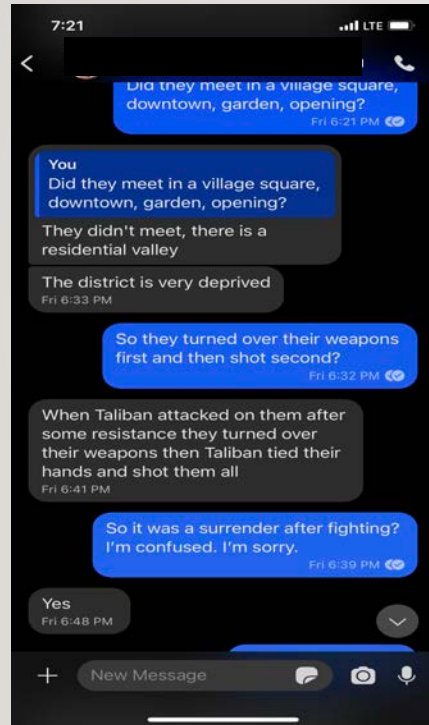 7:21
LTE
Did they meet in a village square,
downtown, garden, opening?
Fri 6:21 PM
You
Did they meet in a village square,
downtown, garden, opening?
They didn't meet, there is a
residential valley
The district is very deprived
Fri 6:33 PM
So they turned over their weapons
first and then shot second?
Fri 6:32 PM
When Taliban attacked on them after
some resistance they turned over
their weapons then Taliban tied their
hands and shot them all
Fri 6:41 PM
So it was a surrender after fighting?
I'm confused. I'm sorry.
Fri 6:39 PM
Yes
Fri 6:48 PM
New Message